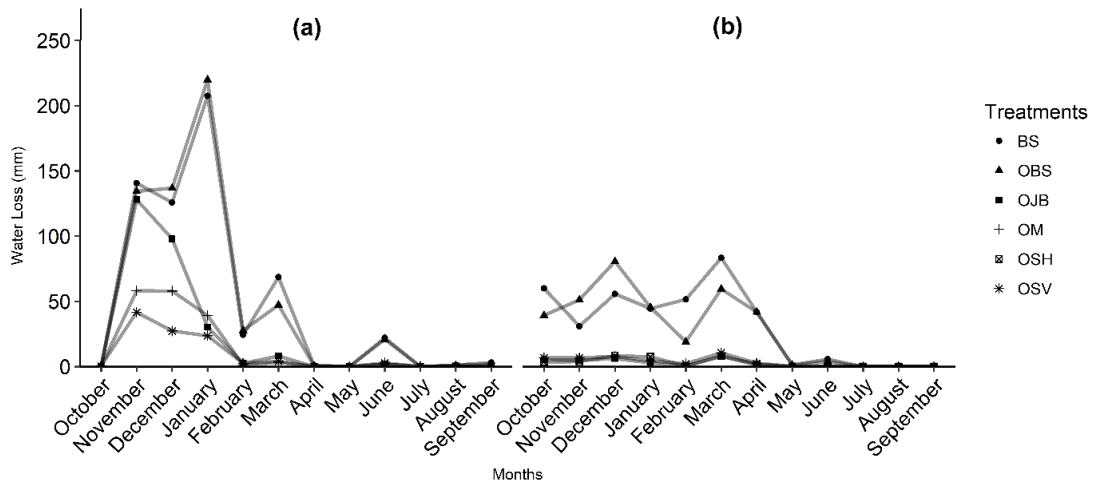 (a)
(b)
250
200
150
100
50
0
Water Loss (mm)
October
November
December
January
February
March
April
May
June
July
August
September
October
November
December
January
February
March
April
May
June
July
August
September
Months
Treatments
BS
OBS
OJB
OM
OSH
OSV